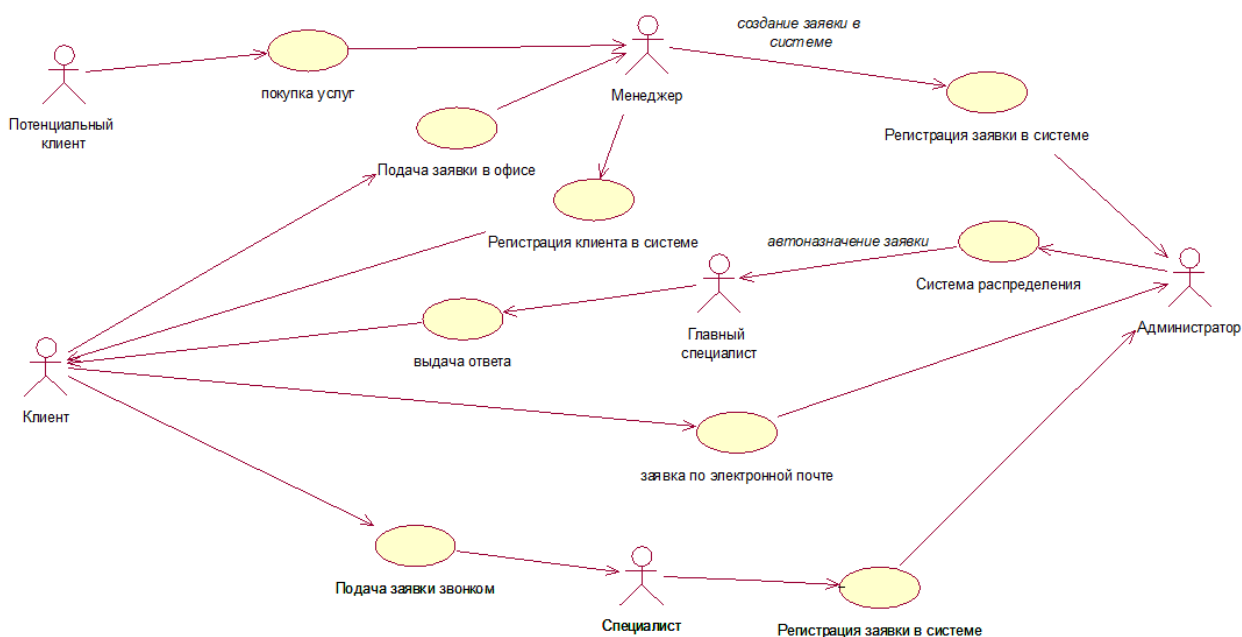 создание заявки в
системе
покупка услуг
Менеджер
Потенциальный
клиент
Регистрация заявки в системе
Подача заявки в офисе
Регистрация клиента в системе
автоназначение заявки
Система распределения
Главный
специалист
Администратор
выдача ответа
Клиент
заявка по электронной почте
Подача заявки звонком
Специалист
Регистрация заявки в системе